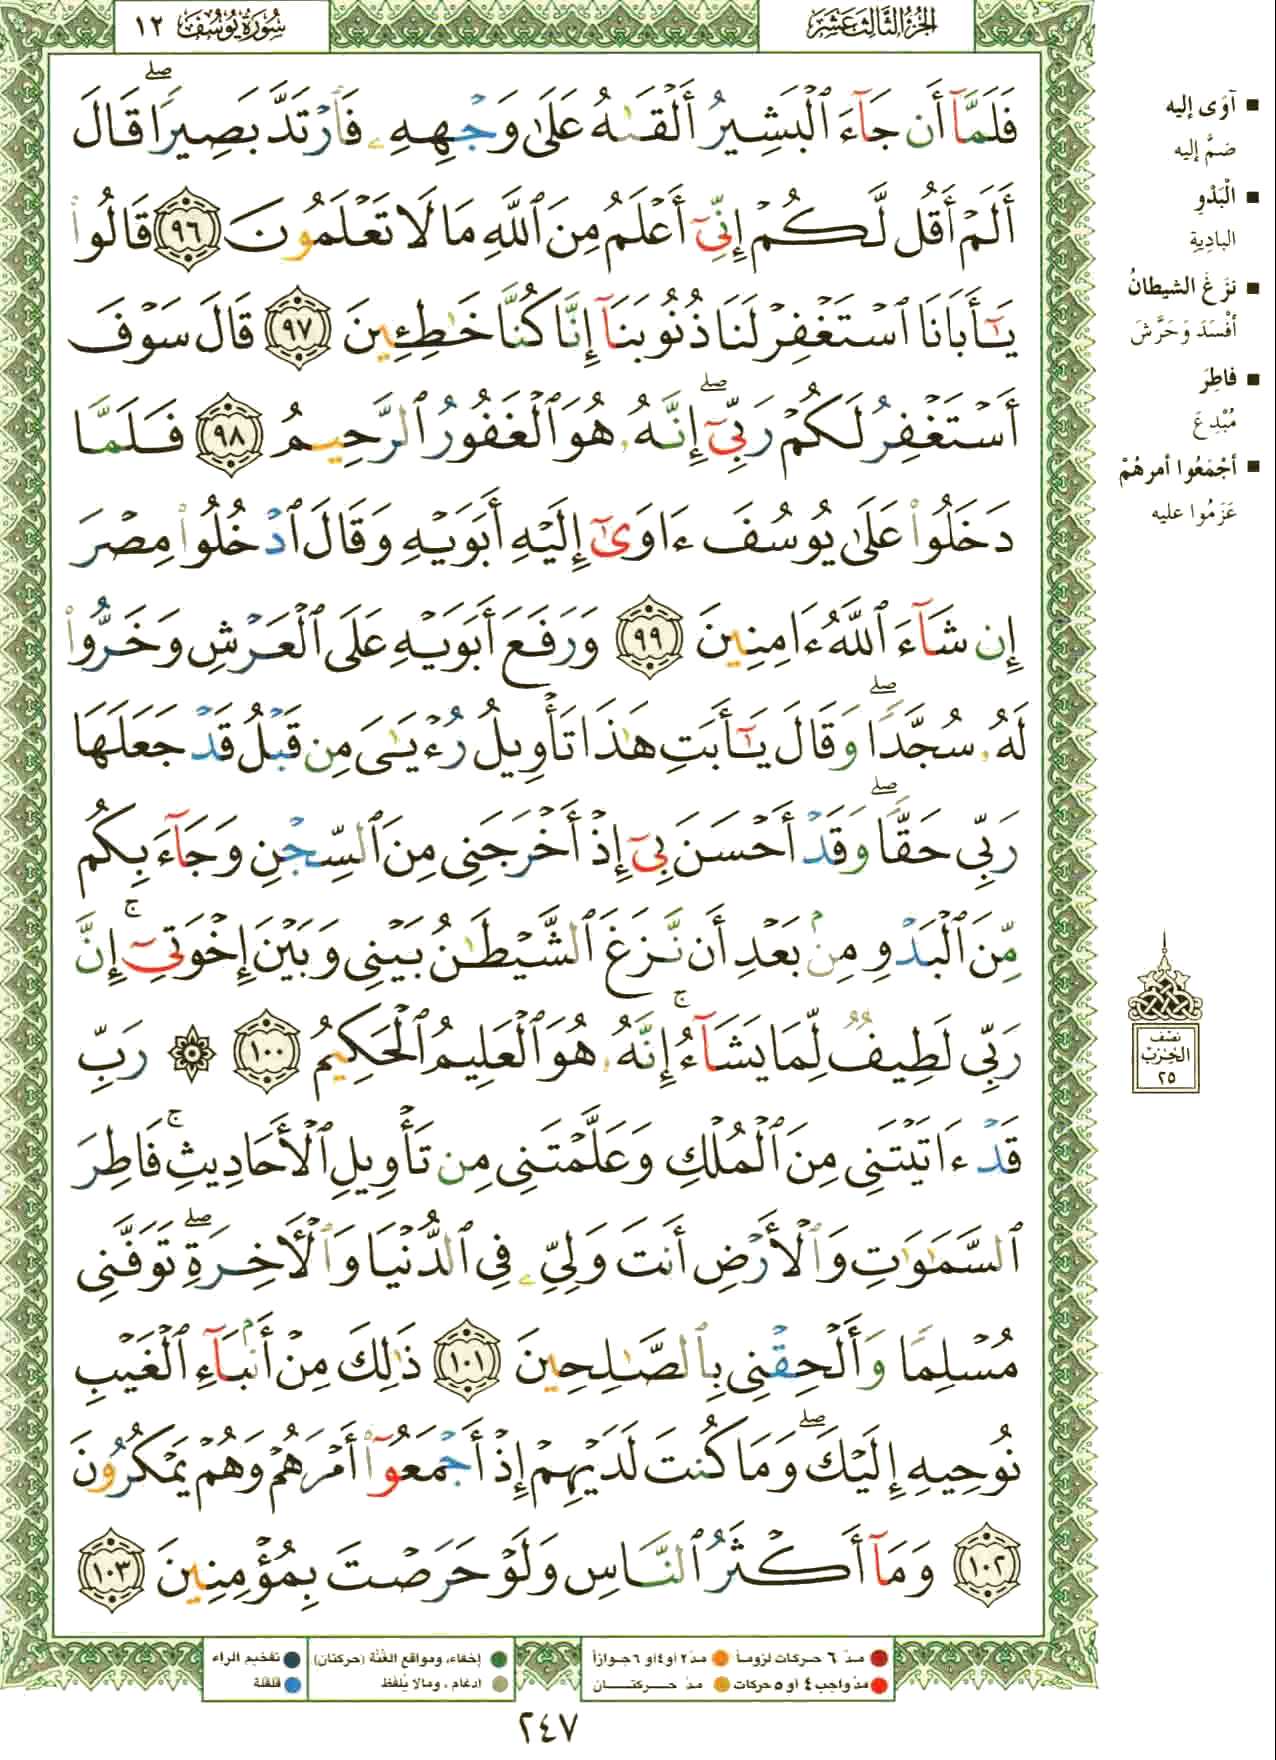 الجزء الثالث عشر
سورة يوسف ١٢
فَلَمَّآ أَن جَآءَ ٱلْبَشِيرُ أَلْقَىٰهُ عَلَىٰ وَجْهِهِۦ فَٱرْتَدَّ بَصِيرًا ۖ قَالَ
أَلَمْ أَقُل لَّكُمْ إِنِّىٓ أَعْلَمُ مِنَ ٱللَّهِ مَا لَا تَعْلَمُونَ ٩٦ قَالُوا۟
يَـٰٓأَبَانَا ٱسْتَغْفِرْ لَنَا ذُنُوبَنَآ إِنَّا كُنَّا خَـٰطِـِٔينَ ٩٧ قَالَ سَوْفَ
أَسْتَغْفِرُ لَكُمْ رَبِّىٓ ۖ إِنَّهُۥ هُوَ ٱلْغَفُورُ ٱلرَّحِيمُ ٩٨ فَلَمَّا
دَخَلُوا۟ عَلَىٰ يُوسُفَ ءَاوَىٰٓ إِلَيْهِ أَبَوَيْهِ وَقَالَ ٱدْخُلُوا۟ مِصْرَ
إِن شَآءَ ٱللَّهُ ءَامِنِينَ ٩٩ وَرَفَعَ أَبَوَيْهِ عَلَى ٱلْعَرْشِ وَخَرُّوا۟
لَهُۥ سُجَّدًا ۖ وَقَالَ يَـٰٓأَبَتِ هَـٰذَا تَأْوِيلُ رُءْيَـٰىَ مِن قَبْلُ قَدْ جَعَلَهَا
رَبِّى حَقًّا ۖ وَقَدْ أَحْسَنَ بِىٓ إِذْ أَخْرَجَنِى مِنَ ٱلسِّجْنِ وَجَآءَ بِكُم
مِّنَ ٱلْبَدْوِ مِنۢ بَعْدِ أَن نَّزَغَ ٱلشَّيْطَـٰنُ بَيْنِى وَبَيْنَ إِخْوَتِىٓ ۚ إِنَّ
رَبِّى لَطِيفٌ لِّمَا يَشَآءُ ۚ إِنَّهُۥ هُوَ ٱلْعَلِيمُ ٱلْحَكِيمُ ١٠٠ ۞ رَبِّ
قَدْ ءَاتَيْتَنِى مِنَ ٱلْمُلْكِ وَعَلَّمْتَنِى مِن تَأْوِيلِ ٱلْأَحَادِيثِ ۚ فَاطِرَ
ٱلسَّمَـٰوَٰتِ وَٱلْأَرْضِ أَنتَ وَلِىِّۦ فِى ٱلدُّنْيَا وَٱلْـَٔاخِرَةِ ۖ تَوَفَّنِى
مُسْلِمًا وَأَلْحِقْنِى بِٱلصَّـٰلِحِينَ ١٠١ ذَٰلِكَ مِنْ أَنۢبَآءِ ٱلْغَيْبِ
نُوحِيهِ إِلَيْكَ ۖ وَمَا كُنتَ لَدَيْهِمْ إِذْ أَجْمَعُوٓا۟ أَمْرَهُمْ وَهُمْ يَمْكُرُونَ
١٠٢ وَمَآ أَكْثَرُ ٱلنَّاسِ وَلَوْ حَرَصْتَ بِمُؤْمِنِينَ ١٠٣
■ آوَى إليه
ضمَّ إليه
■ الْبَدْوِ
البادِيَةِ
■ نزَغَ الشيطانُ
أفْسَدَ وَحَرَّشَ
■ فاطِرَ
مُبْدِعَ
■ أجْمَعُوا أمرهُمْ
عَزَمُوا عليه
نصف
الحزب
٢٥
مدّ ٦ حركات لزوماً
مدّ ٢ أو ٤ أو ٦ جوازاً
مدّ واجب ٤ أو ٥ حركات
مدّ حركتان
إخفاء، ومواقع الغُنَّة (حركتان)
إدغام، وما لا يُلفَظ
تفخيم الراء
قلقلة
٢٤٧